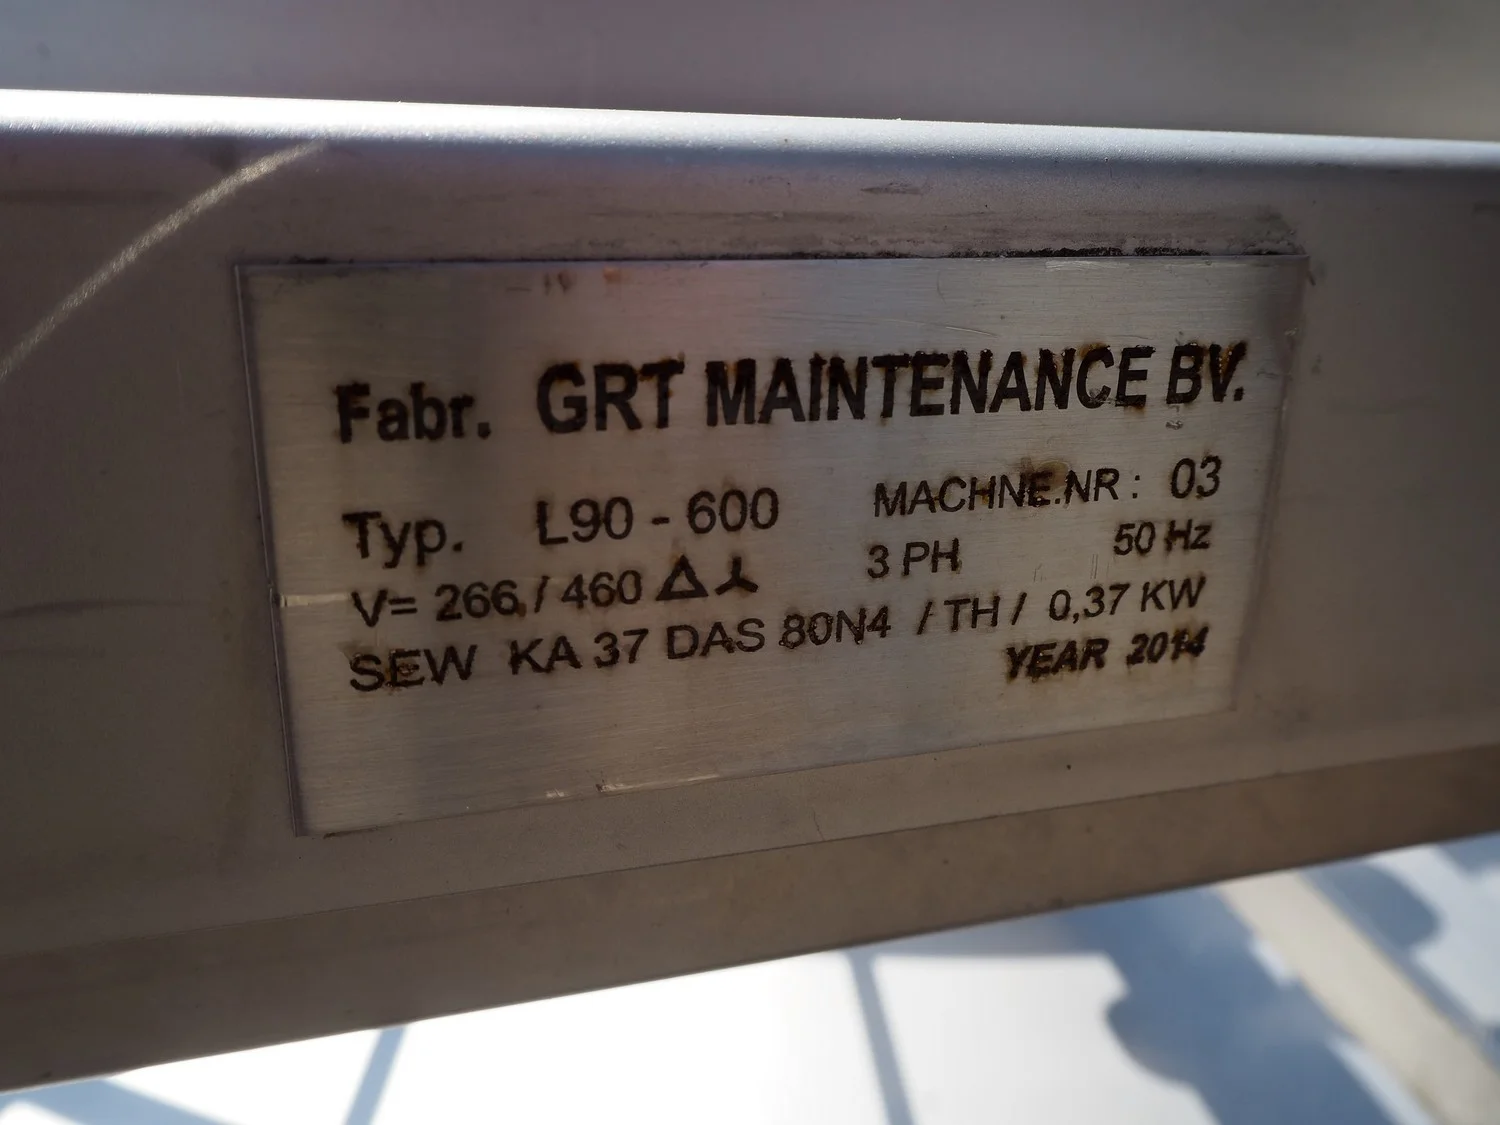 Fabr. GRT MAINTENANCE BV.
Typ. L90 - 600 MACHNE.NR : 03
V= 266 / 460 △ ⅄ 3 PH 50 Hz
SEW KA 37 DAS 80N4 / TH / 0,37 KW
YEAR 2014